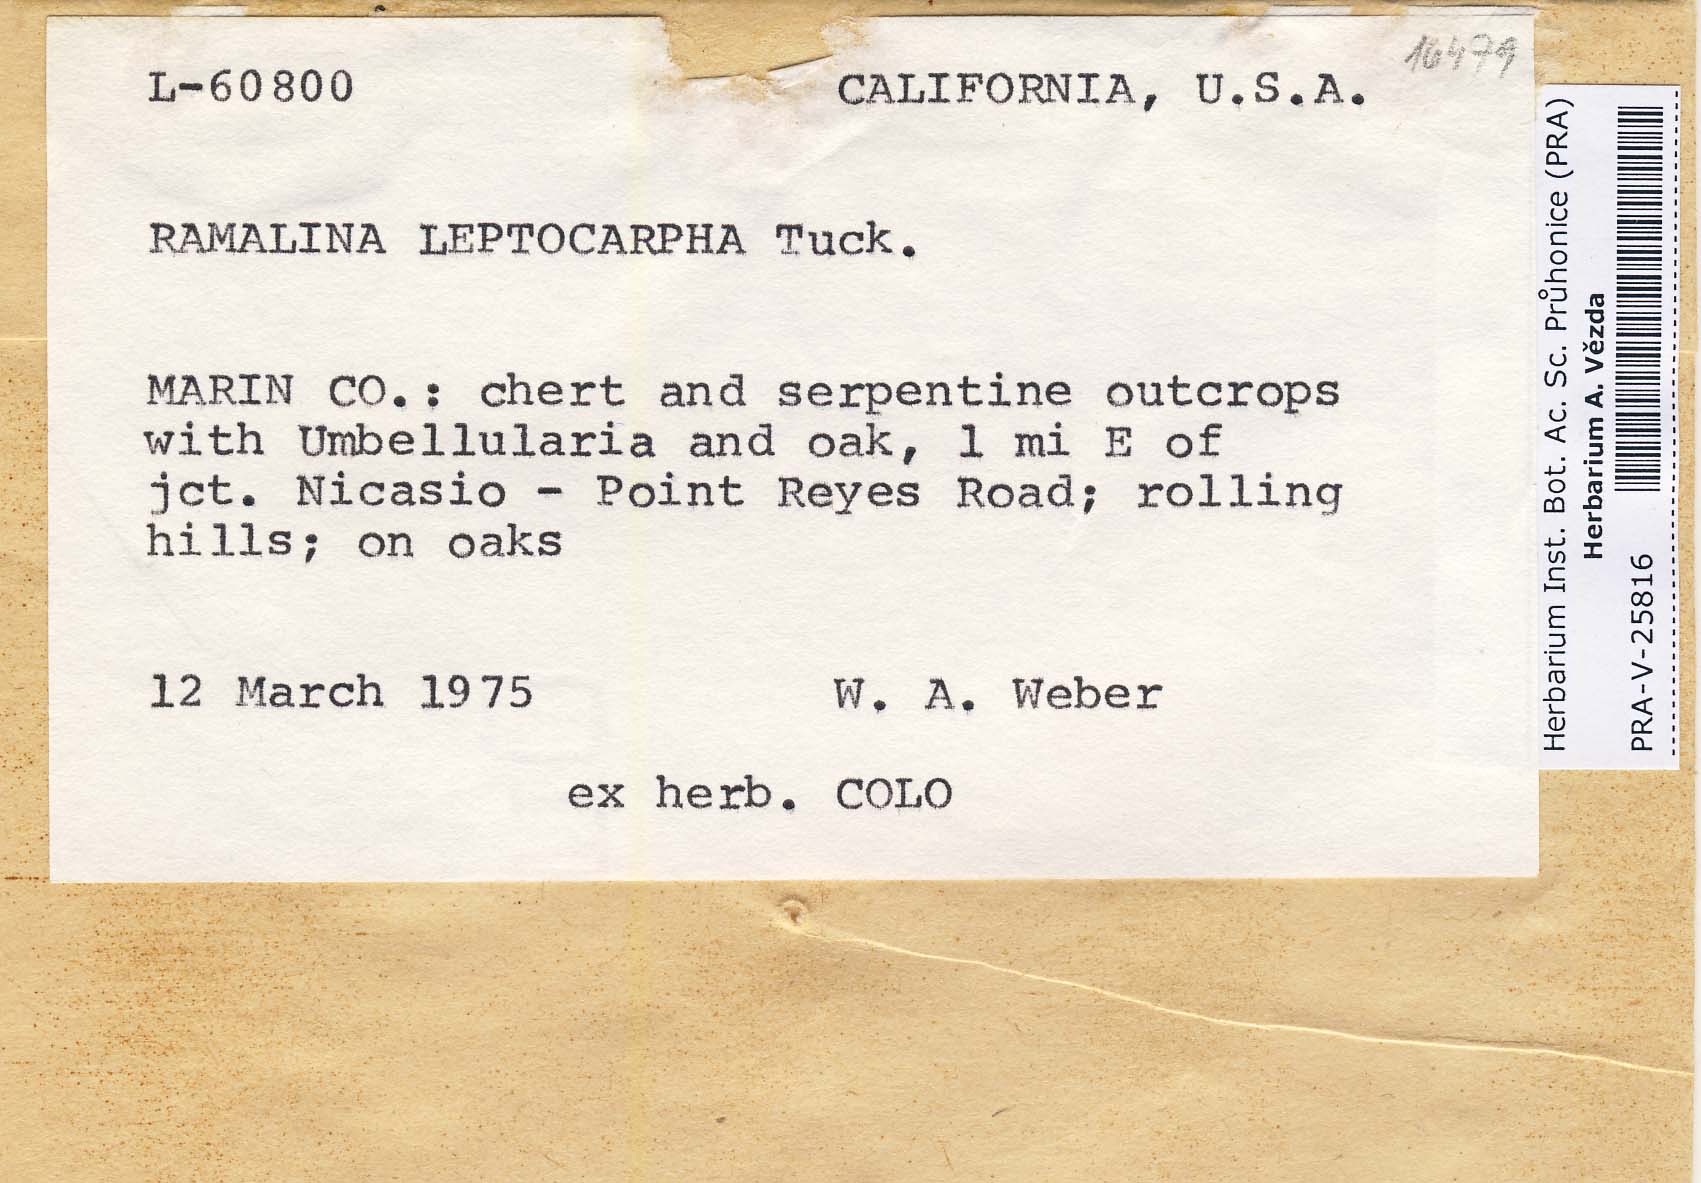 16479
L-60800 CALIFORNIA, U.S.A.
RAMALINA LEPTOCARPHA Tuck.
MARIN CO.: chert and serpentine outcrops
with Umbellularia and oak, 1 mi E of
jct. Nicasio - Point Reyes Road; rolling
hills; on oaks
12 March 1975 W. A. Weber
ex herb. COLO
Herbarium Inst. Bot. Ac. Sc. Průhonice (PRA)
Herbarium A. Vězda
PRA-V-25816